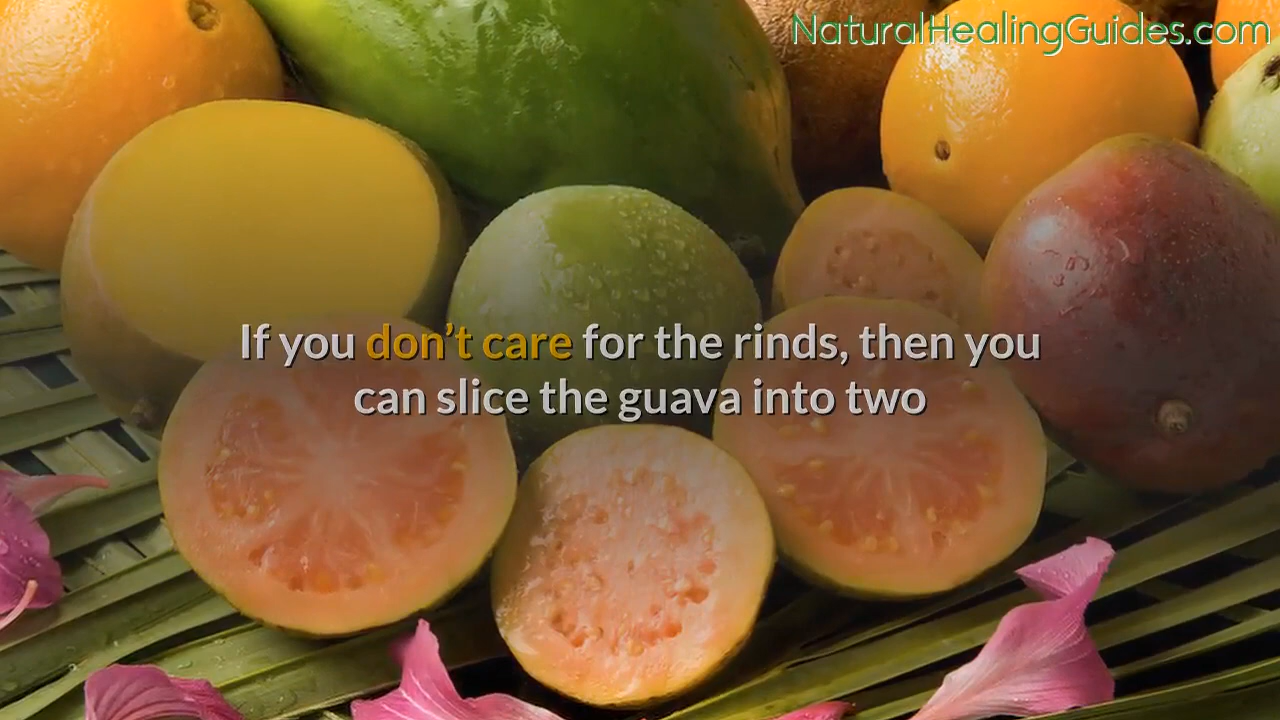 NaturalHealingGuides.com
If you don’t care for the rinds, then you
can slice the guava into two